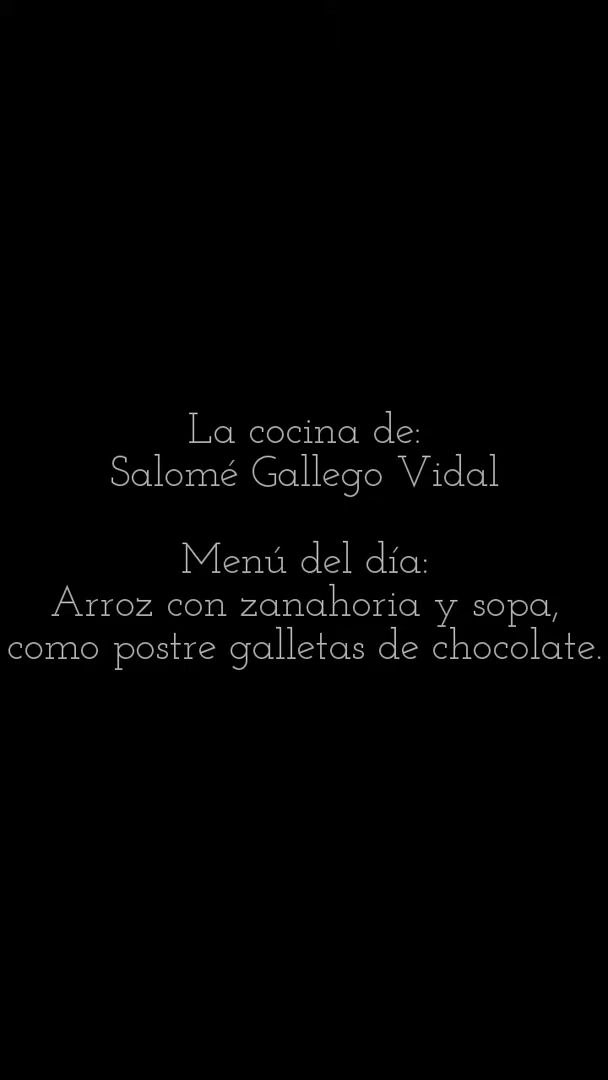 La cocina de:
Salomé Gallego Vidal
Menú del día:
Arroz con zanahoria y sopa,
como postre galletas de chocolate.